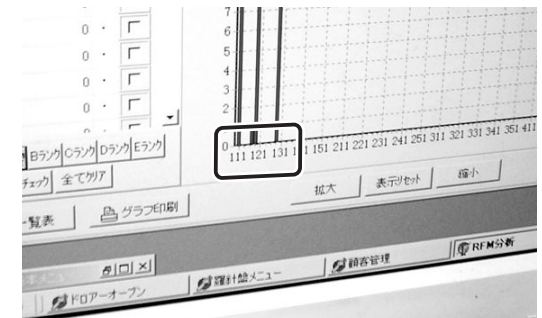 7
6
5
4
3
2
0
0 ·
0 ·
0 ·
0 ·
111 121 131 151 211 221 231 241 251 311 321 331 341 351 411
Bランク Cランク Dランク Eランク
チェック 全てクリア
拡大 表示リセット 縮小
一覧表 グラフ印刷
ドロアーオープン 羅針盤メニュー 顧客管理 RFM分析